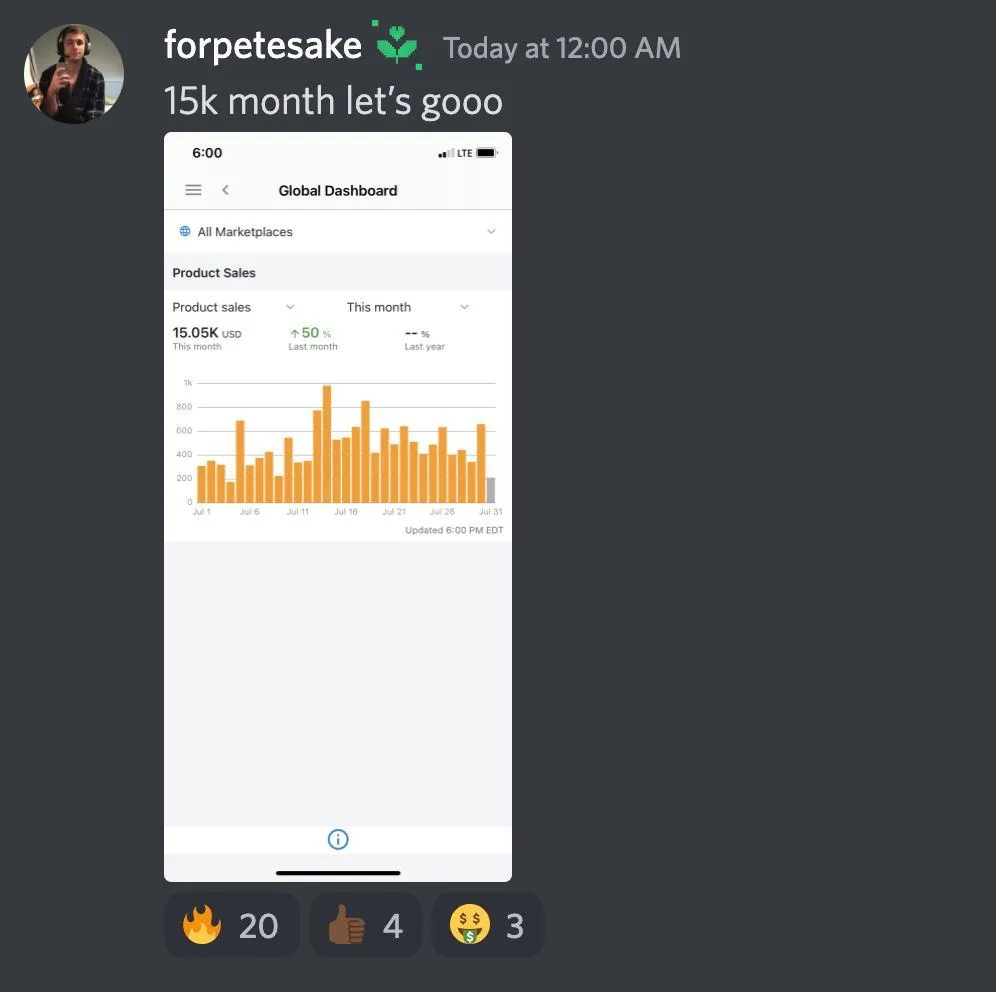 forpetesake Today at 12:00 AM
15k month let’s gooo
6:00 LTE
Global Dashboard
All Marketplaces
Product Sales
Product sales This month
15.05K USD ↑50 % -- %
This month Last month Last year
1k
800
600
400
200
0
Jul 1 Jul 6 Jul 11 Jul 16 Jul 21 Jul 26 Jul 31
Updated 6:00 PM EDT
20 4 3